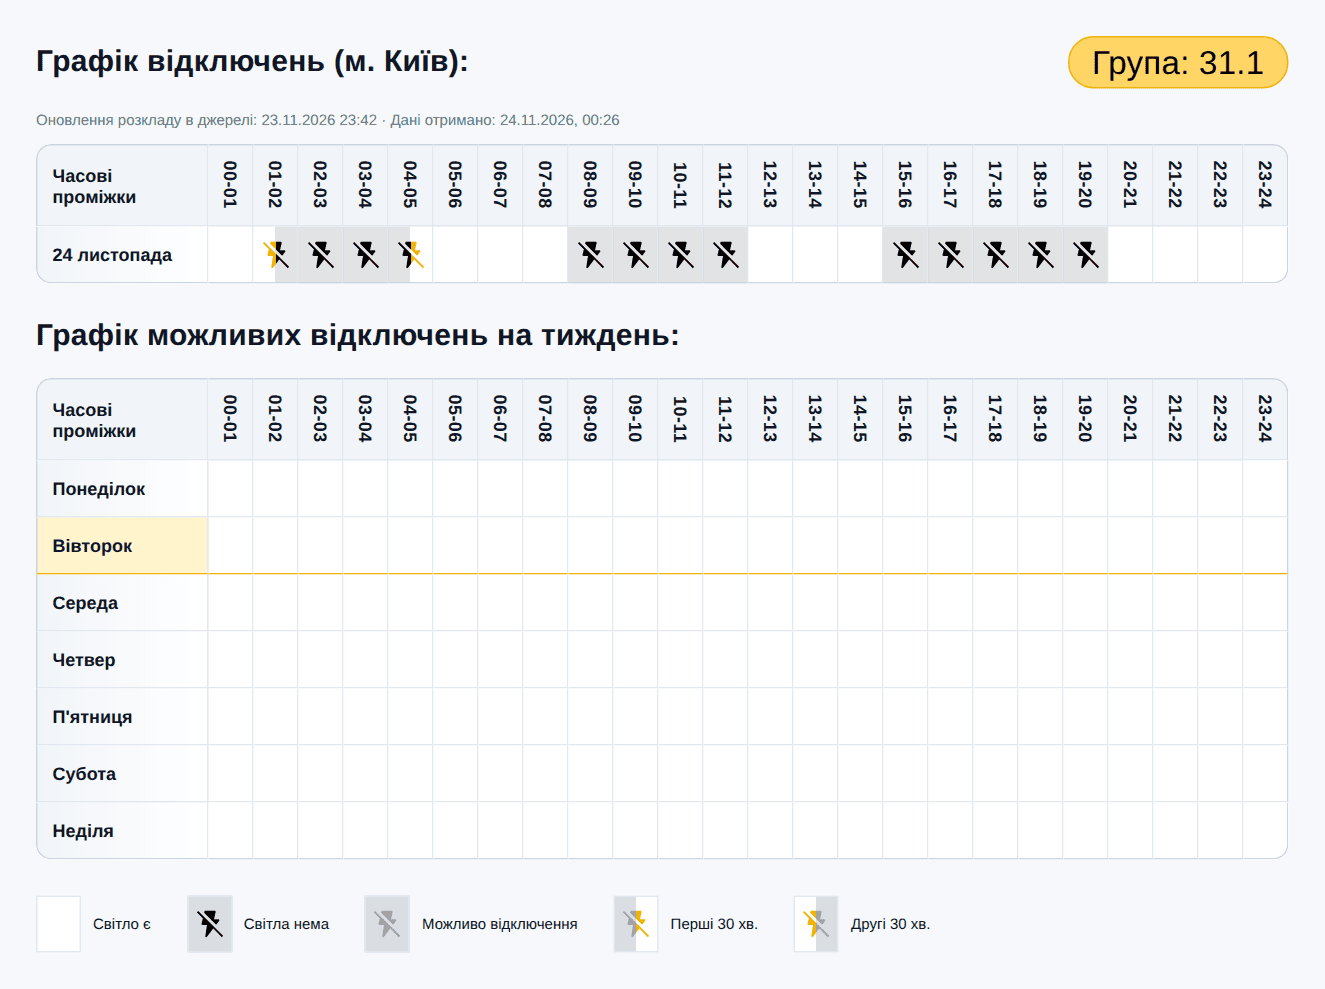 Графік відключень (м. Київ):
Група: 31.1
Оновлення розкладу в джерелі: 23.11.2026 23:42 · Дані отримано: 24.11.2026, 00:26
Часові
проміжки
00-01 01-02 02-03 03-04 04-05 05-06 06-07 07-08 08-09 09-10 10-11 11-12 12-13 13-14 14-15 15-16 16-17 17-18 18-19 19-20 20-21 21-22 22-23 23-24
24 листопада
Графік можливих відключень на тиждень:
Часові
проміжки
00-01 01-02 02-03 03-04 04-05 05-06 06-07 07-08 08-09 09-10 10-11 11-12 12-13 13-14 14-15 15-16 16-17 17-18 18-19 19-20 20-21 21-22 22-23 23-24
Понеділок
Вівторок
Середа
Четвер
П'ятниця
Субота
Неділя
Світло є Світла нема Можливо відключення Перші 30 хв. Другі 30 хв.